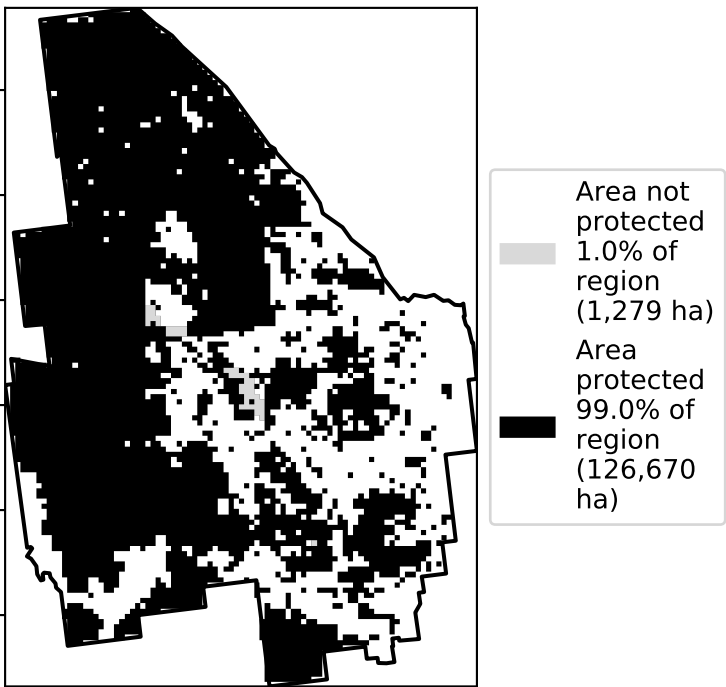 Area not
protected
1.0% of
region
(1,279 ha)
Area
protected
99.0% of
region
(126,670
ha)